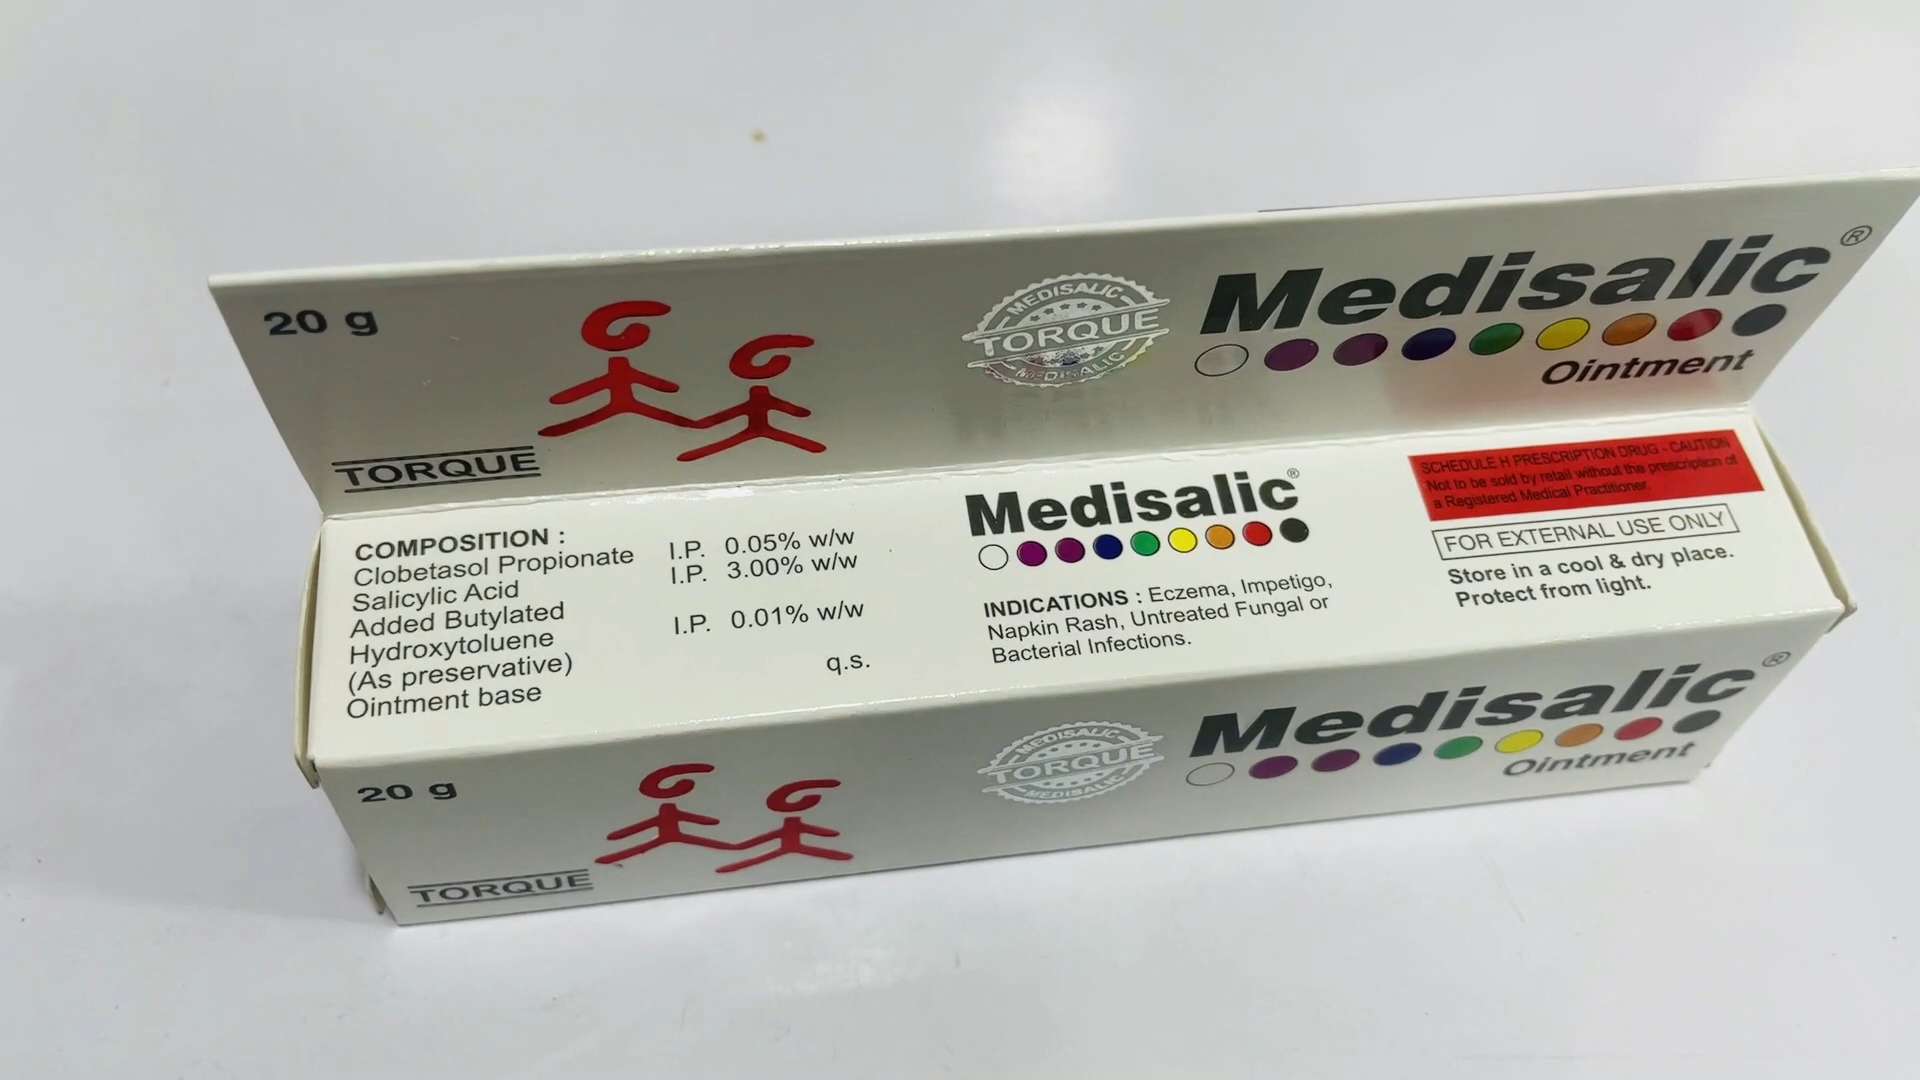 20 g
TORQUE
MEDISALIC
TORQUE
MEDISALIC
Medisalic®
Ointment
COMPOSITION :
Clobetasol Propionate I.P. 0.05% w/w
Salicylic Acid I.P. 3.00% w/w
Added Butylated
Hydroxytoluene I.P. 0.01% w/w
(As preservative)
Ointment base q.s.
Medisalic®
INDICATIONS : Eczema, Impetigo,
Napkin Rash, Untreated Fungal or
Bacterial Infections.
SCHEDULE H PRESCRIPTION DRUG - CAUTION
Not to be sold by retail without the prescription of
a Registered Medical Practitioner.
FOR EXTERNAL USE ONLY
Store in a cool & dry place.
Protect from light.
20 g
TORQUE
MEDISALIC
TORQUE
MEDISALIC
Medisalic®
Ointment